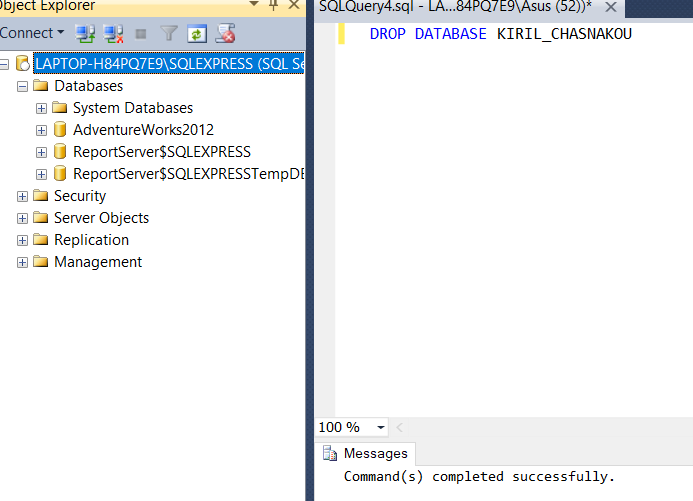 Object Explorer
Connect
LAPTOP-H84PQ7E9\SQLEXPRESS (SQL Se
Databases
System Databases
AdventureWorks2012
ReportServer$SQLEXPRESS
ReportServer$SQLEXPRESSTempDB
Security
Server Objects
Replication
Management
SQLQuery4.sql - LA...84PQ7E9\Asus (52))*
DROP DATABASE KIRIL_CHASNAKOU
100 %
Messages
Command(s) completed successfully.